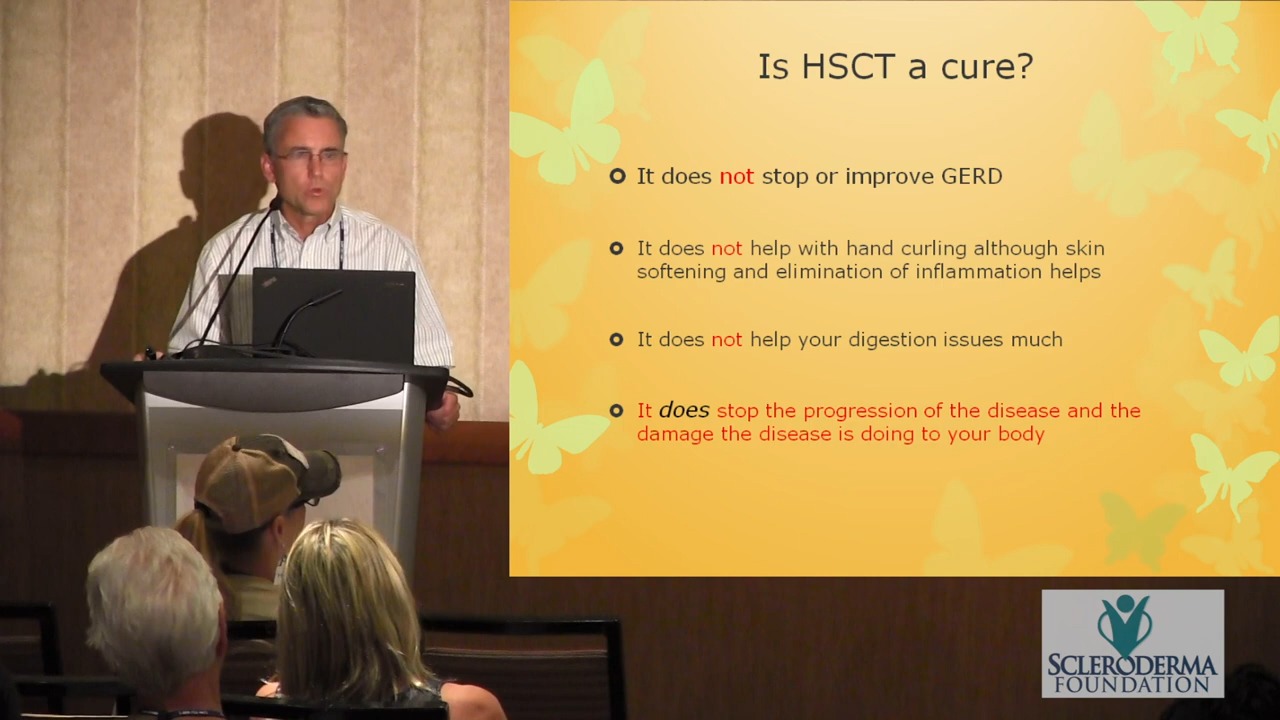 Is HSCT a cure?
It does not stop or improve GERD
It does not help with hand curling although skin
softening and elimination of inflammation helps
It does not help your digestion issues much
It does stop the progression of the disease and the
damage the disease is doing to your body
SCLERODERMA
FOUNDATION